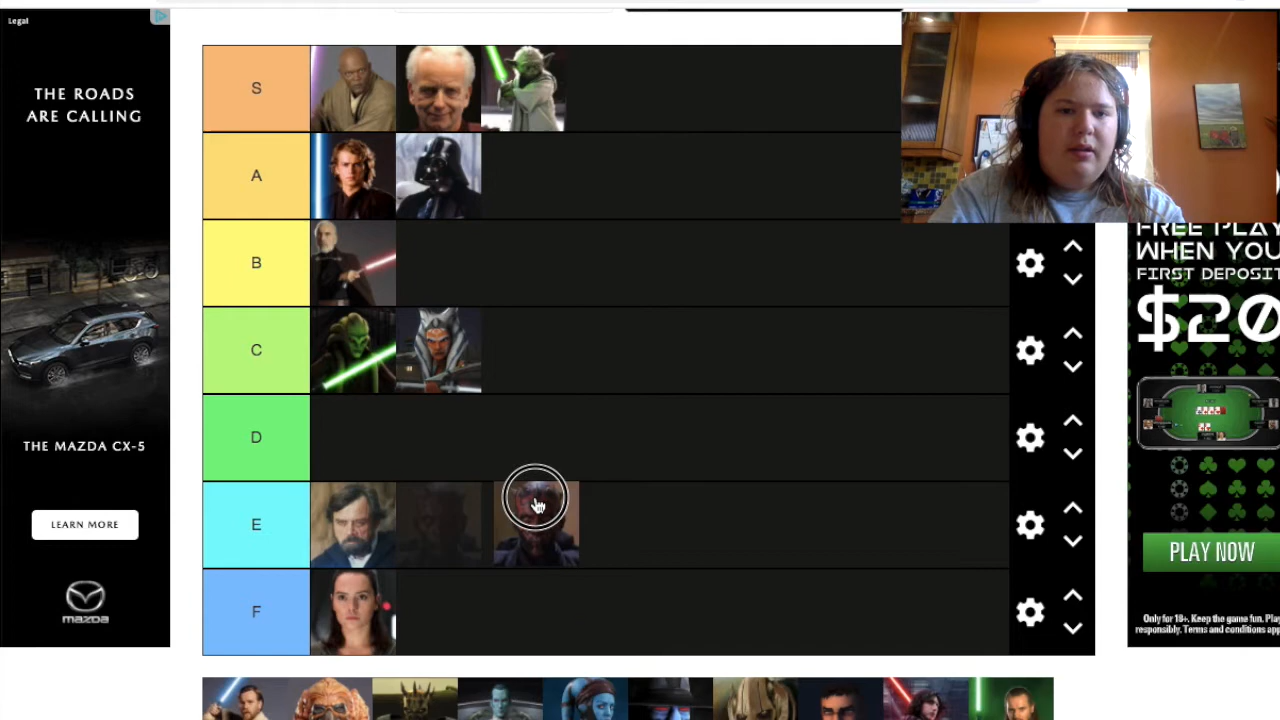 Legal
THE ROADS
ARE CALLING
THE MAZDA CX-5
LEARN MORE
mazda
S
A
B
C
D
E
F
FREE PLAY
WHEN YOU
FIRST DEPOSIT
$20
PLAY NOW
Only for 18+. Keep the game fun. Play
responsibly. Terms and conditions app